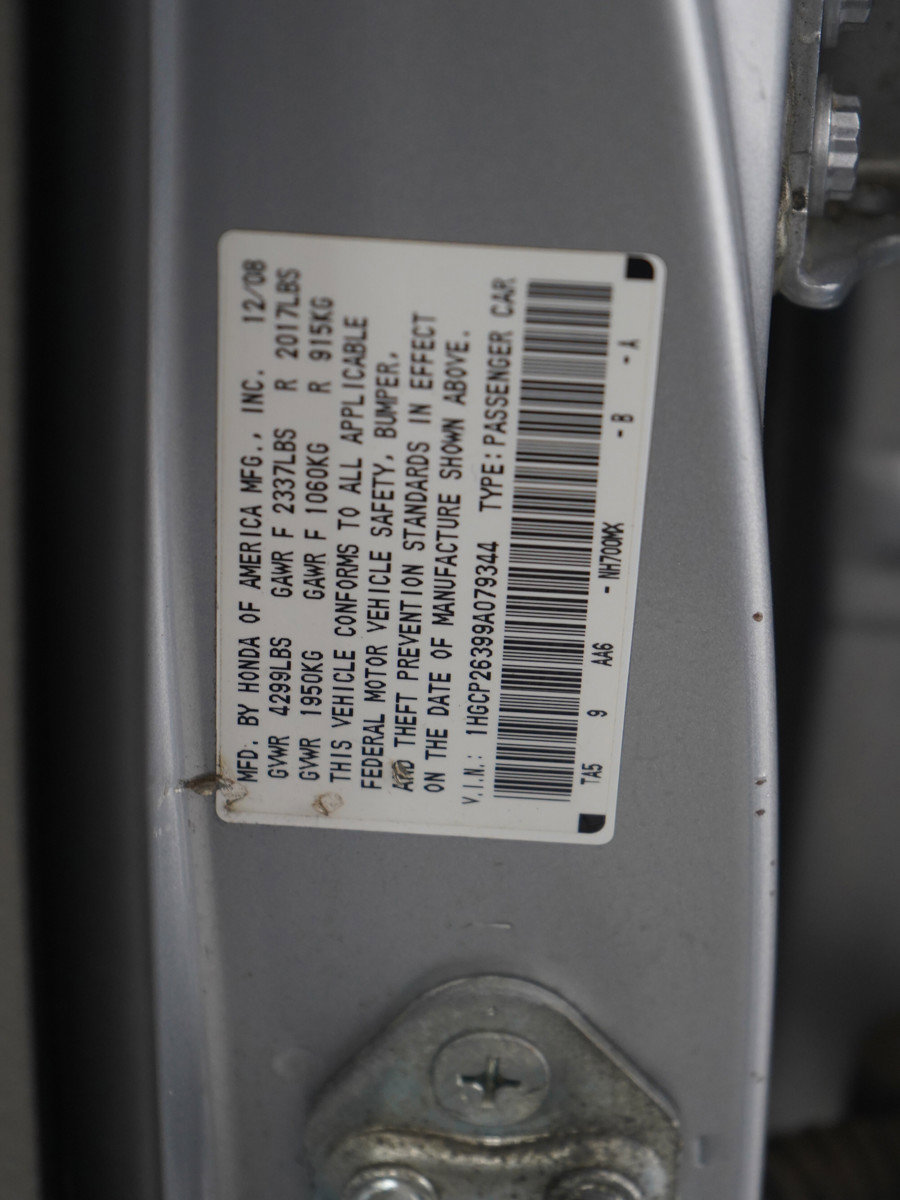 MFD. BY HONDA OF AMERICA MFG., INC. 12/08
GVWR 4299LBS GAWR F 2337LBS R 2017LBS
GVWR 1950KG GAWR F 1060KG R 915KG
THIS VEHICLE CONFORMS TO ALL APPLICABLE
FEDERAL MOTOR VEHICLE SAFETY, BUMPER,
AND THEFT PREVENTION STANDARDS IN EFFECT
ON THE DATE OF MANUFACTURE SHOWN ABOVE.
V.I.N.: 1HGCP26399A079344 TYPE:PASSENGER CAR
TA5 9 AA6 - NH700MX - B - A